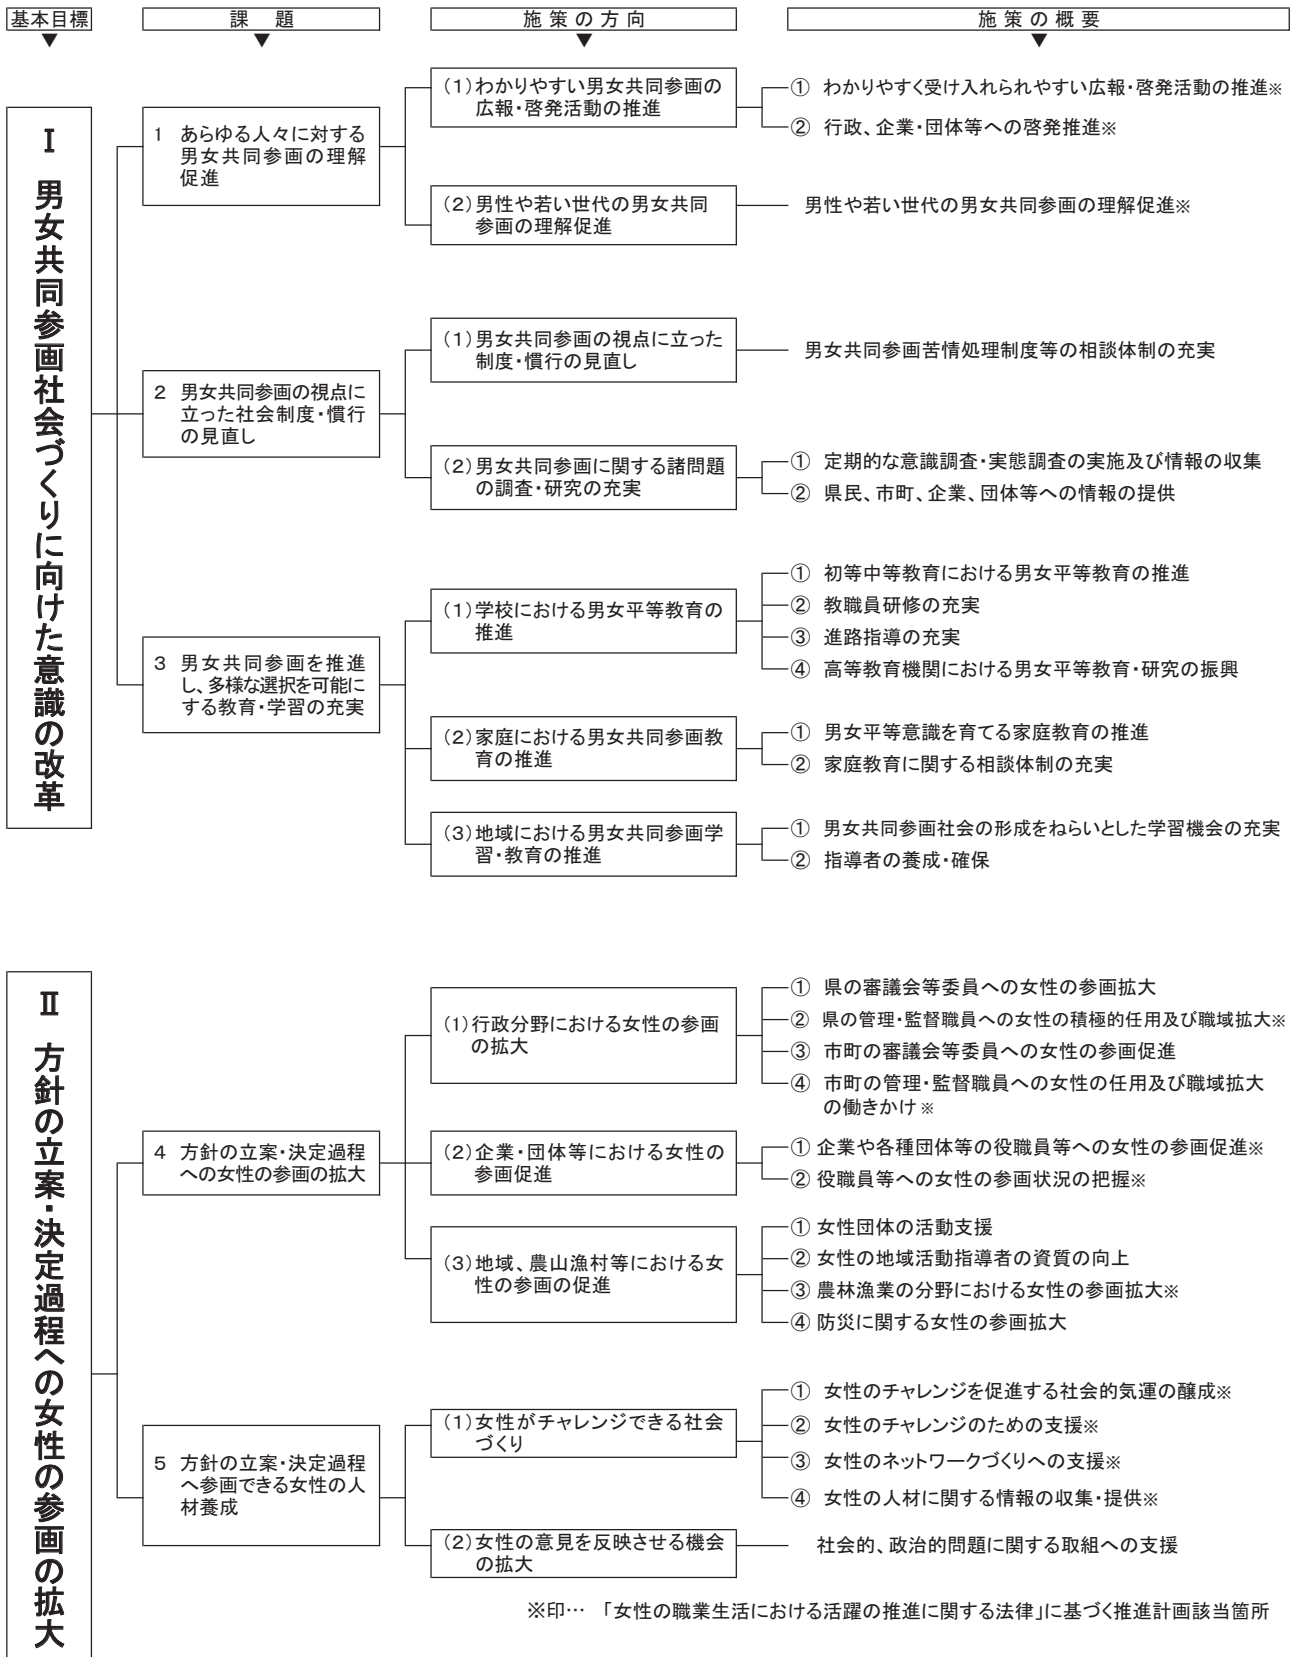 基本目標
課題
施策の方向
施策の概要
▼
▼
▼
▼
Ⅰ 男女共同参画社会づくりに向けた意識の改革
1 あらゆる人々に対する
男女共同参画の理解
促進
(1)わかりやすい男女共同参画の
広報・啓発活動の推進
① わかりやすく受け入れられやすい広報・啓発活動の推進※
② 行政、企業・団体等への啓発推進※
(2)男性や若い世代の男女共同
参画の理解促進
男性や若い世代の男女共同参画の理解促進※
2 男女共同参画の視点に
立った社会制度・慣行
の見直し
(1)男女共同参画の視点に立った
制度・慣行の見直し
男女共同参画苦情処理制度等の相談体制の充実
(2)男女共同参画に関する諸問題
の調査・研究の充実
① 定期的な意識調査・実態調査の実施及び情報の収集
② 県民、市町、企業、団体等への情報の提供
3 男女共同参画を推進
し、多様な選択を可能に
する教育・学習の充実
(1)学校における男女平等教育の
推進
① 初等中等教育における男女平等教育の推進
② 教職員研修の充実
③ 進路指導の充実
④ 高等教育機関における男女平等教育・研究の振興
(2)家庭における男女共同参画教
育の推進
① 男女平等意識を育てる家庭教育の推進
② 家庭教育に関する相談体制の充実
(3)地域における男女共同参画学
習・教育の推進
① 男女共同参画社会の形成をねらいとした学習機会の充実
② 指導者の養成・確保
Ⅱ 方針の立案・決定過程への女性の参画の拡大
4 方針の立案・決定過程
への女性の参画の拡大
(1)行政分野における女性の参画
の拡大
① 県の審議会等委員への女性の参画拡大
② 県の管理・監督職員への女性の積極的任用及び職域拡大※
③ 市町の審議会等委員への女性の参画促進
④ 市町の管理・監督職員への女性の任用及び職域拡大
の働きかけ※
(2)企業・団体等における女性の
参画促進
① 企業や各種団体等の役職員等への女性の参画促進※
② 役職員等への女性の参画状況の把握※
(3)地域、農山漁村等における女
性の参画の促進
① 女性団体の活動支援
② 女性の地域活動指導者の資質の向上
③ 農林漁業の分野における女性の参画拡大※
④ 防災に関する女性の参画拡大
5 方針の立案・決定過程
へ参画できる女性の人
材養成
(1)女性がチャレンジできる社会
づくり
① 女性のチャレンジを促進する社会的気運の醸成※
② 女性のチャレンジのための支援※
③ 女性のネットワークづくりへの支援※
④ 女性の人材に関する情報の収集・提供※
(2)女性の意見を反映させる機会
の拡大
社会的、政治的問題に関する取組への支援
※印… 「女性の職業生活における活躍の推進に関する法律」に基づく推進計画該当箇所